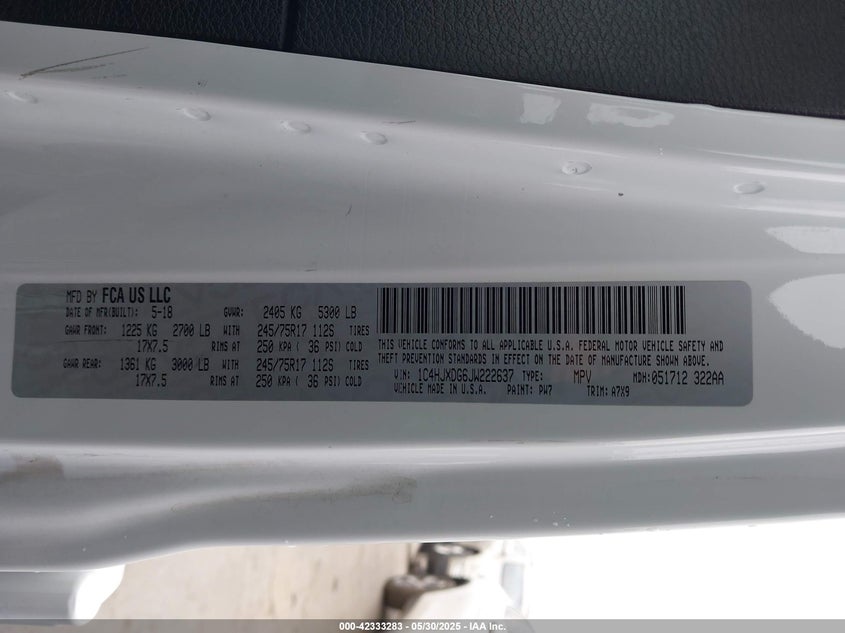 MFD BY FCA US LLC
DATE OF MFR(BUILT): 5-18 GVWR: 2405 KG 5300 LB
GAWR FRONT: 1225 KG 2700 LB WITH 245/75R17 112S TIRES
17X7.5 RIMS AT 250 KPA ( 36 PSI) COLD
GAWR REAR: 1361 KG 3000 LB WITH 245/75R17 112S TIRES
17X7.5 RIMS AT 250 KPA ( 36 PSI) COLD
THIS VEHICLE CONFORMS TO ALL APPLICABLE U.S.A. FEDERAL MOTOR VEHICLE SAFETY AND
THEFT PREVENTION STANDARDS IN EFFECT ON THE DATE OF MANUFACTURE SHOWN ABOVE.
VIN: 1C4HJXDG6JW222637 TYPE: MPV MDH: 051712 322AA
VEHICLE MADE IN U.S.A. PAINT: PW7 TRIM: A7X9
000-42333283 - 05/30/2025 - IAA Inc.